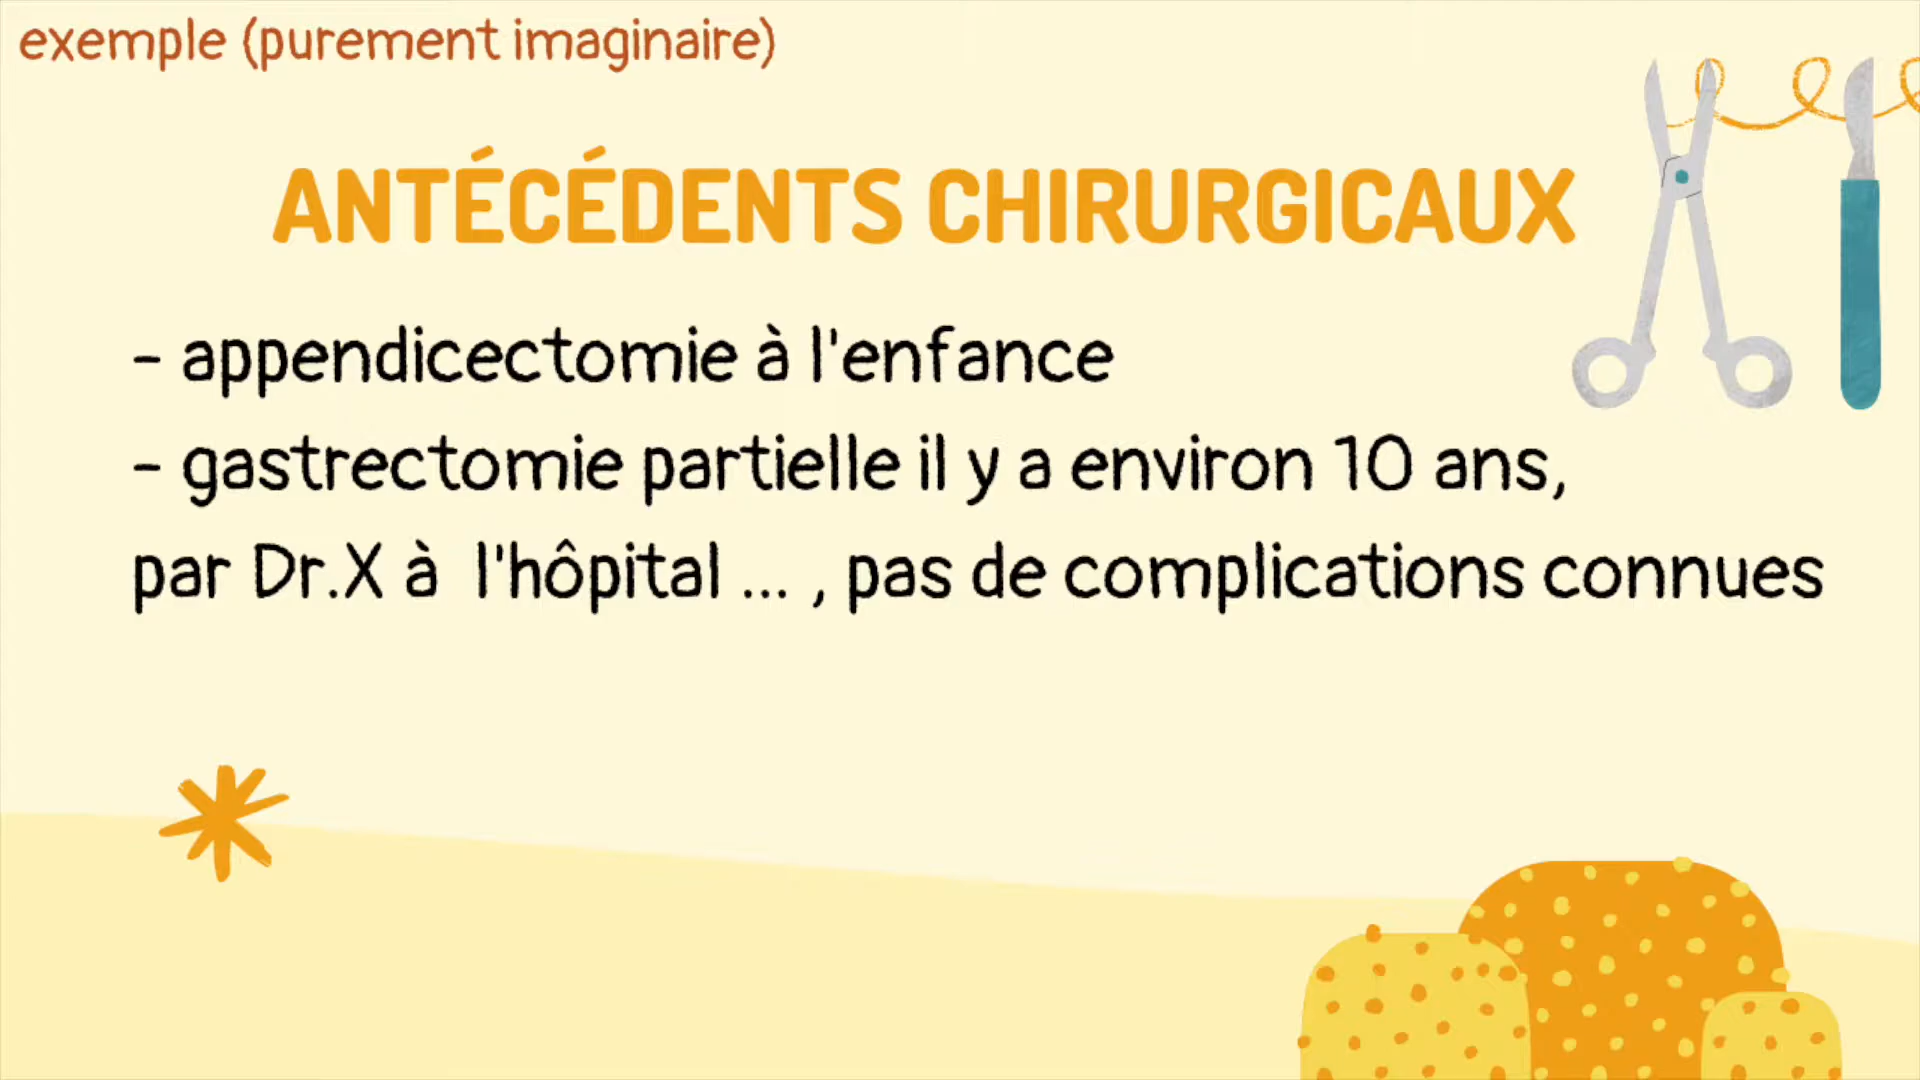 exemple (purement imaginaire)
ANTÉCÉDENTS CHIRURGICAUX
- appendicectomie à l'enfance
- gastrectomie partielle il y a environ 10 ans,
par Dr.X à l'hôpital ... , pas de complications connues